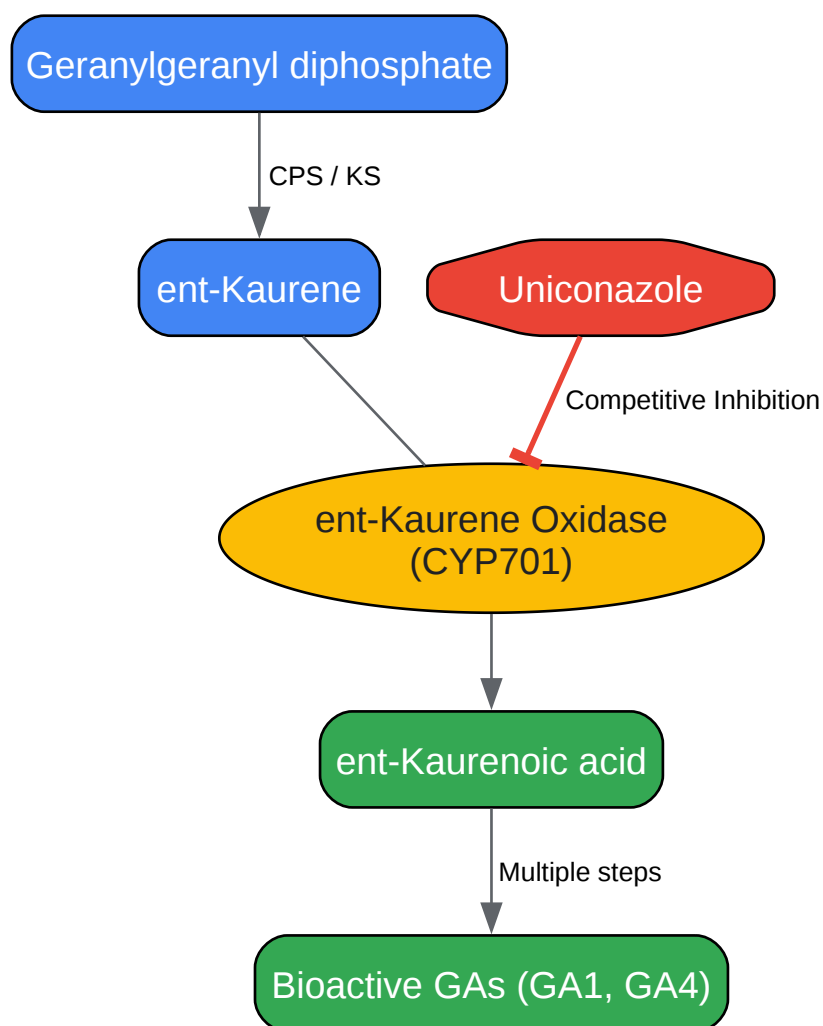 Geranylgeranyl diphosphate
CPS / KS
ent-Kaurene
Uniconazole
Competitive Inhibition
ent-Kaurene Oxidase
(CYP701)
ent-Kaurenoic acid
Multiple steps
Bioactive GAs (GA1, GA4)